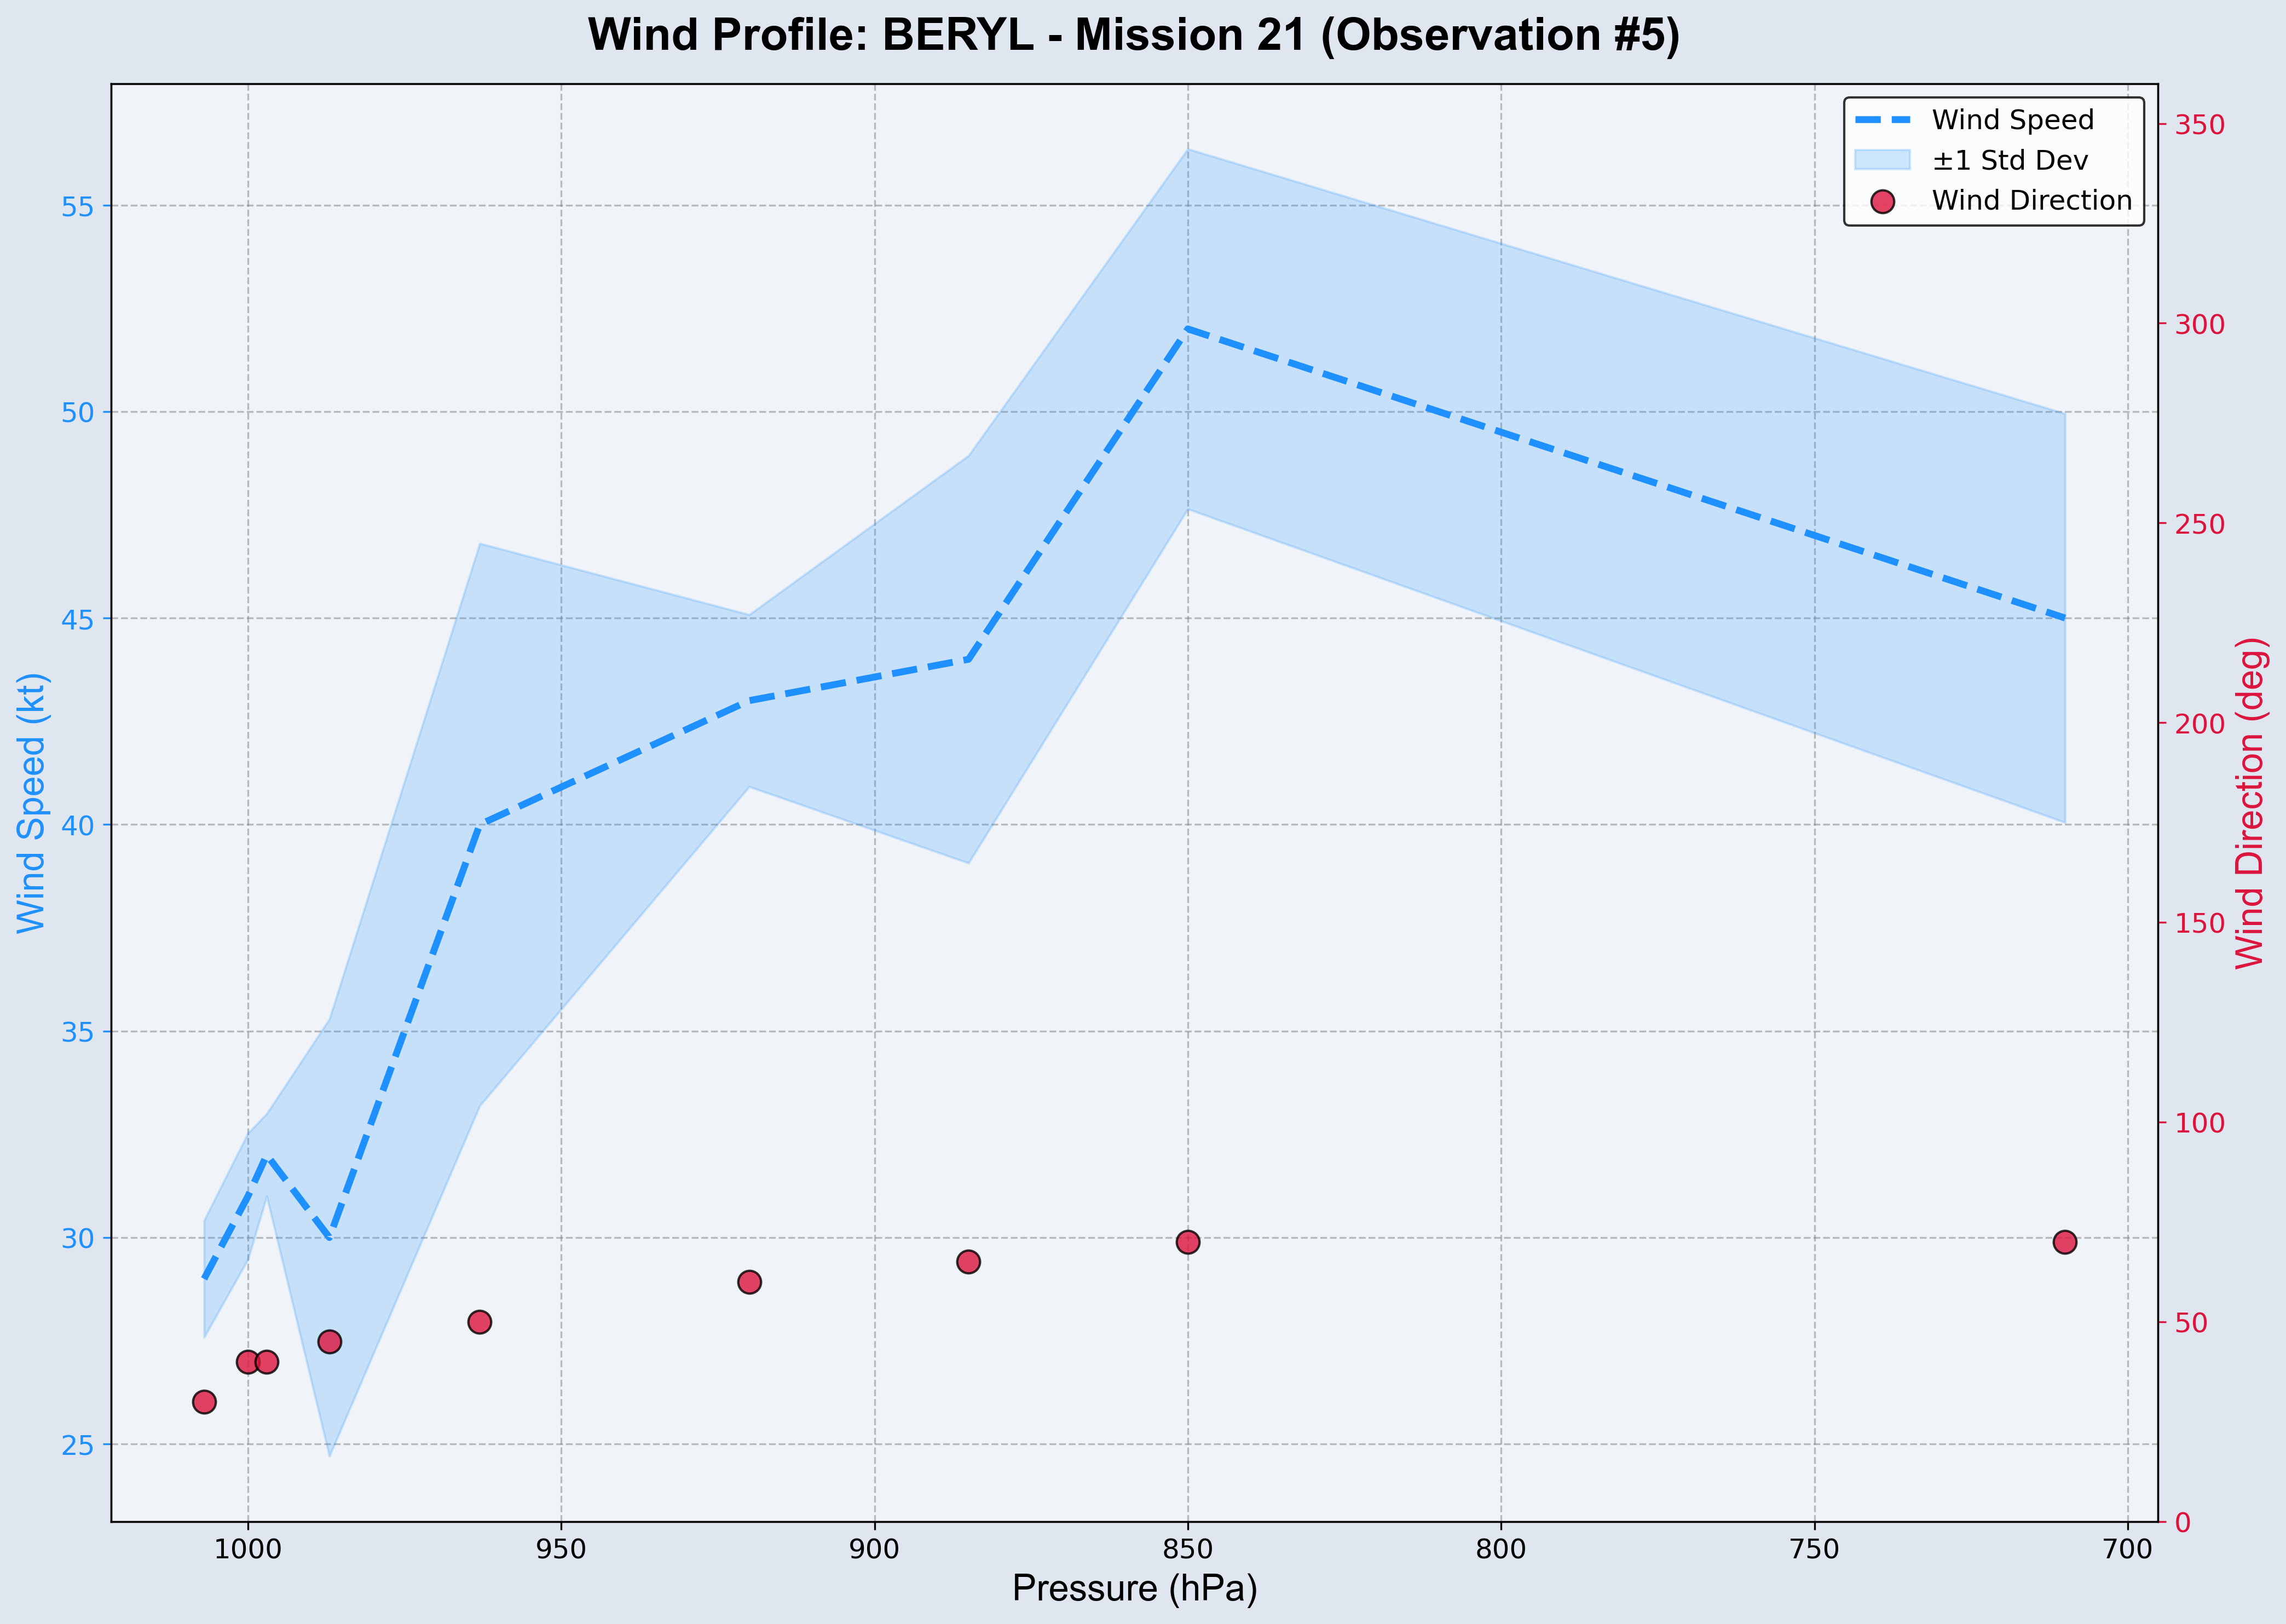 Wind Profile: BERYL - Mission 21 (Observation #5)
Wind Speed
±1 Std Dev
Wind Direction
55
50
45
40
35
30
25
Wind Speed (kt)
350
300
250
200
150
100
50
0
Wind Direction (deg)
1000 950 900 850 800 750 700
Pressure (hPa)